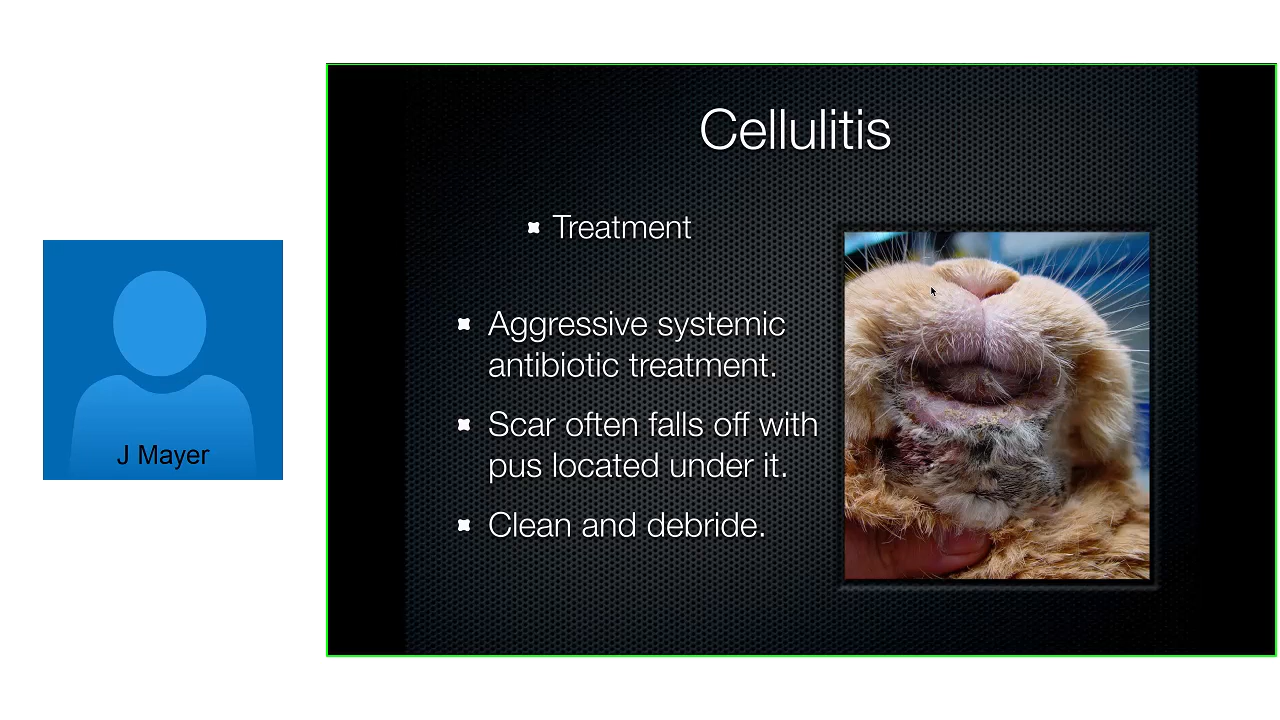 Cellulitis
Treatment
Aggressive systemic
antibiotic treatment.
Scar often falls off with
pus located under it.
Clean and debride.
J Mayer